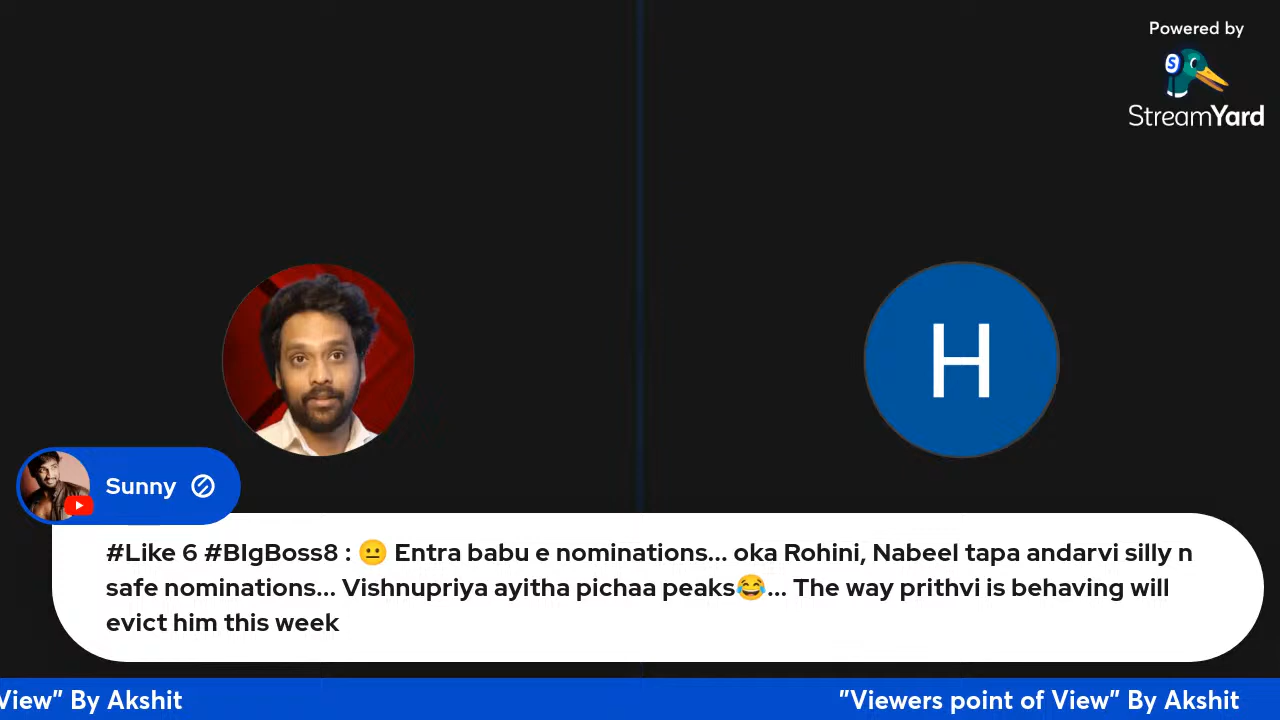 Powered by
StreamYard
H
Sunny
#Like 6 #BIgBoss8 : 😐 Entra babu e nominations... oka Rohini, Nabeel tapa andarvi silly n
safe nominations... Vishnupriya ayitha pichaa peaks😂... The way prithvi is behaving will
evict him this week
View" By Akshit
"Viewers point of View" By Akshit